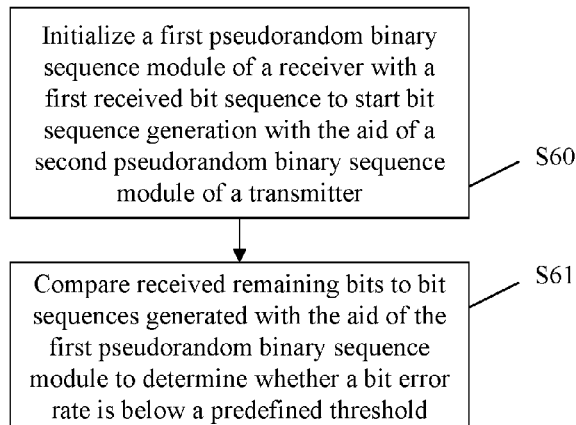 Initialize a first pseudorandom binary
sequence module of a receiver with a
first received bit sequence to start bit
sequence generation with the aid of a
second pseudorandom binary sequence
module of a transmitter
S60
Compare received remaining bits to bit
sequences generated with the aid of the
first pseudorandom binary sequence
module to determine whether a bit error
rate is below a predefined threshold
S61